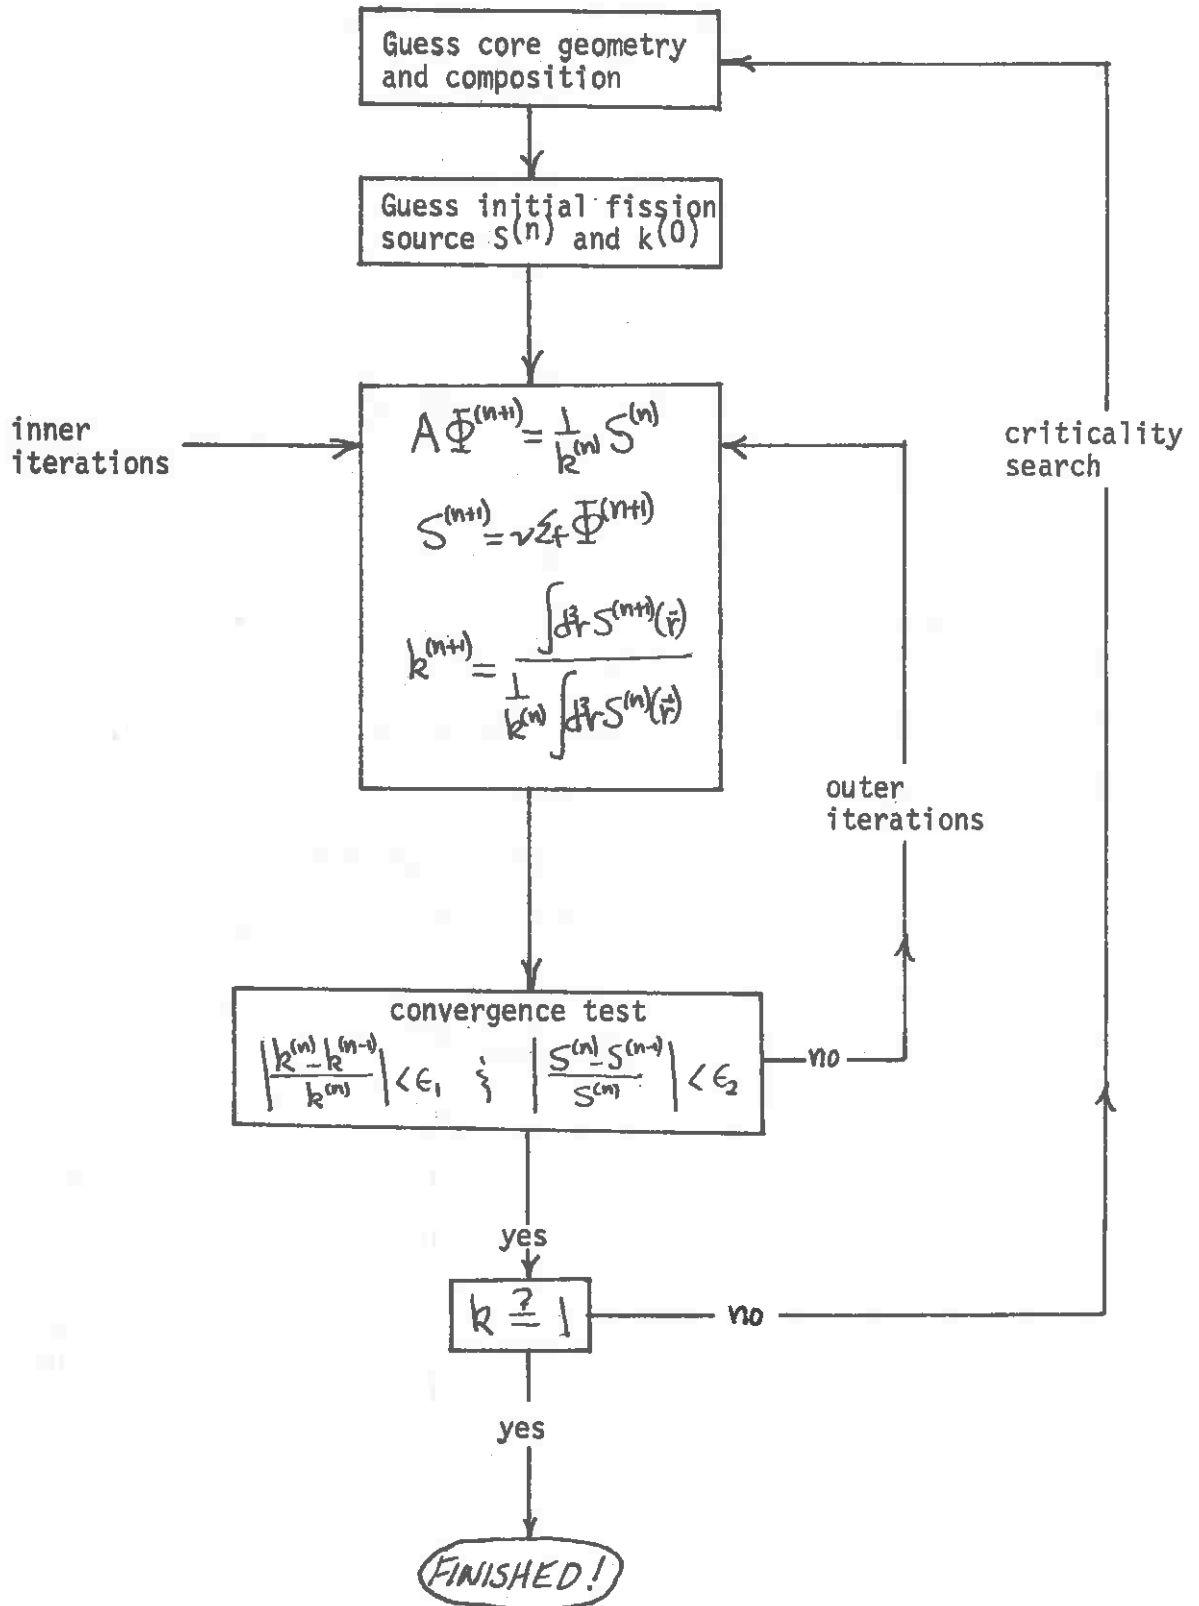 Guess core geometry
and composition
Guess initial fission
source S^(n) and k^(0)
inner
iterations
AΦ^(n+1) = 1/k^(n) S^(n)
S^(n+1) = νΣf Φ^(n+1)
k^(n+1) = ∫d³r S^(n+1)(r̄) / 1/k^(n) ∫d³r S^(n)(r̄)
criticality
search
outer
iterations
convergence test
|k^(n) - k^(n-1) / k^(n)| < ε₁ & |S^(n) - S^(n-1) / S^(n)| < ε₂
no
yes
k ≟ 1
no
yes
FINISHED!